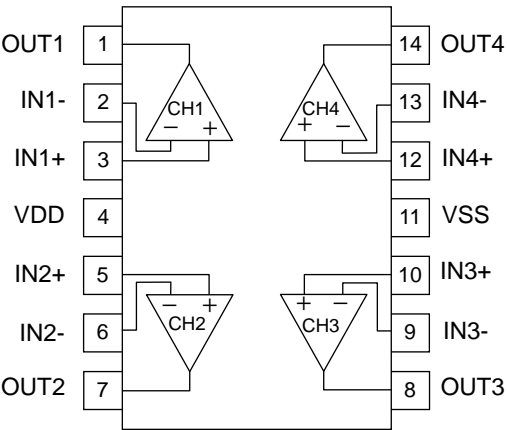 OUT1 1 14 OUT4
IN1- 2 CH1 CH4 13 IN4-
− + + −
IN1+ 3 12 IN4+
VDD 4 11 VSS
IN2+ 5 10 IN3+
− + + −
IN2- 6 CH2 CH3 9 IN3-
OUT2 7 8 OUT3